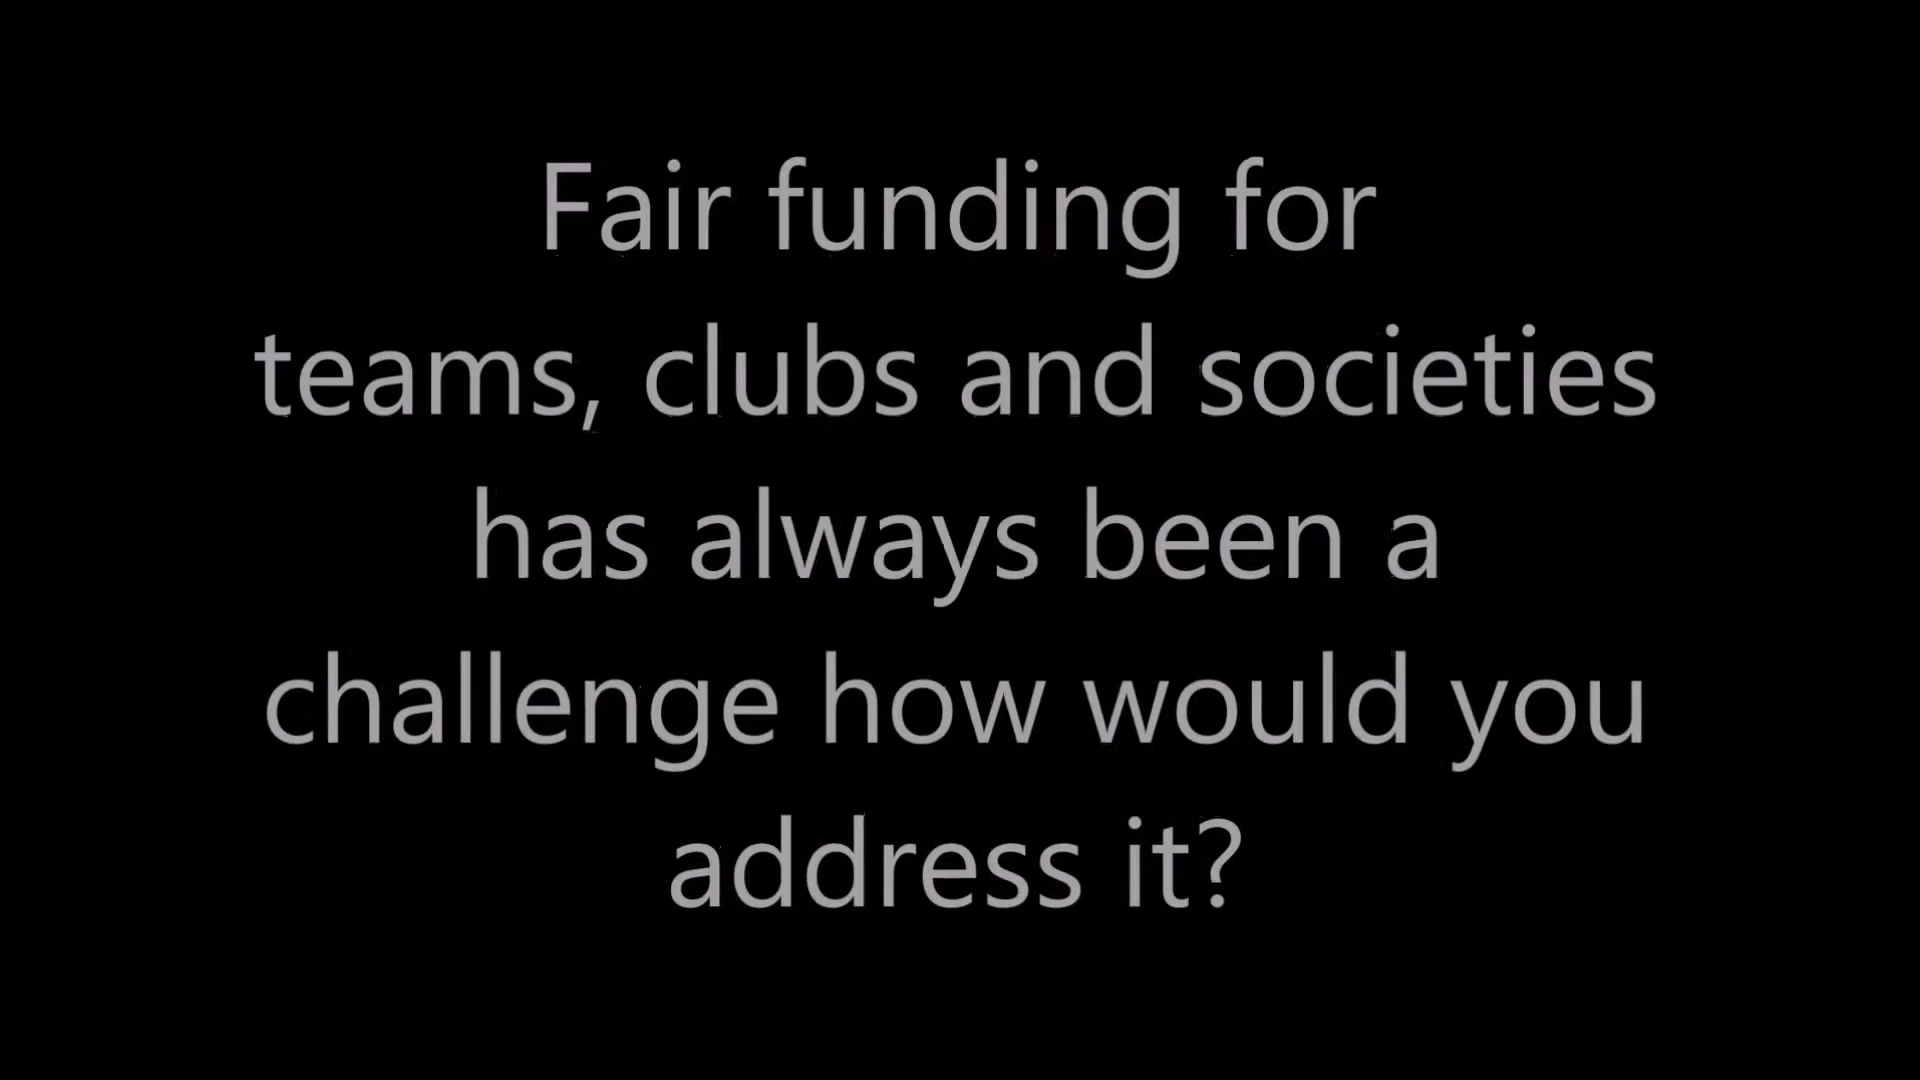 Fair funding for
teams, clubs and societies
has always been a
challenge how would you
address it?